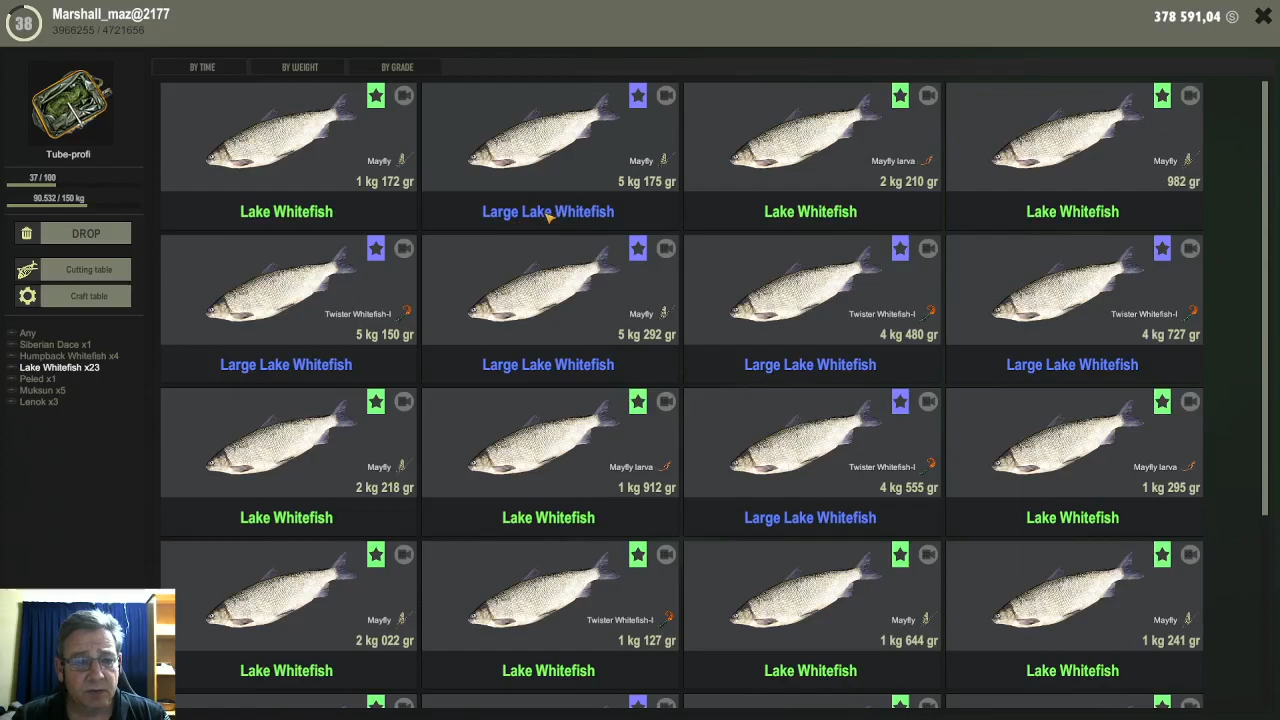 38
Marshall_maz@2177
3966255 / 4721656
378 591,04
BY TIME
BY WEIGHT
BY GRADE
Tube-profi
37 / 100
90.532 / 150 kg
DROP
Cutting table
Craft table
Any
Siberian Dace x1
Humpback Whitefish x4
Lake Whitefish x23
Peled x1
Muksun x5
Lenok x3
Mayfly
1 kg 172 gr
Lake Whitefish
Mayfly
5 kg 175 gr
Large Lake Whitefish
Mayfly larva
2 kg 210 gr
Lake Whitefish
Mayfly
982 gr
Lake Whitefish
Twister Whitefish-I
5 kg 150 gr
Large Lake Whitefish
Mayfly
5 kg 292 gr
Large Lake Whitefish
Twister Whitefish-I
4 kg 480 gr
Large Lake Whitefish
Twister Whitefish-I
4 kg 727 gr
Large Lake Whitefish
Mayfly
2 kg 218 gr
Lake Whitefish
Mayfly larva
1 kg 912 gr
Lake Whitefish
Twister Whitefish-I
4 kg 555 gr
Large Lake Whitefish
Mayfly larva
1 kg 295 gr
Lake Whitefish
Mayfly
2 kg 022 gr
Lake Whitefish
Twister Whitefish-I
1 kg 127 gr
Lake Whitefish
Mayfly
1 kg 644 gr
Lake Whitefish
Mayfly
1 kg 241 gr
Lake Whitefish